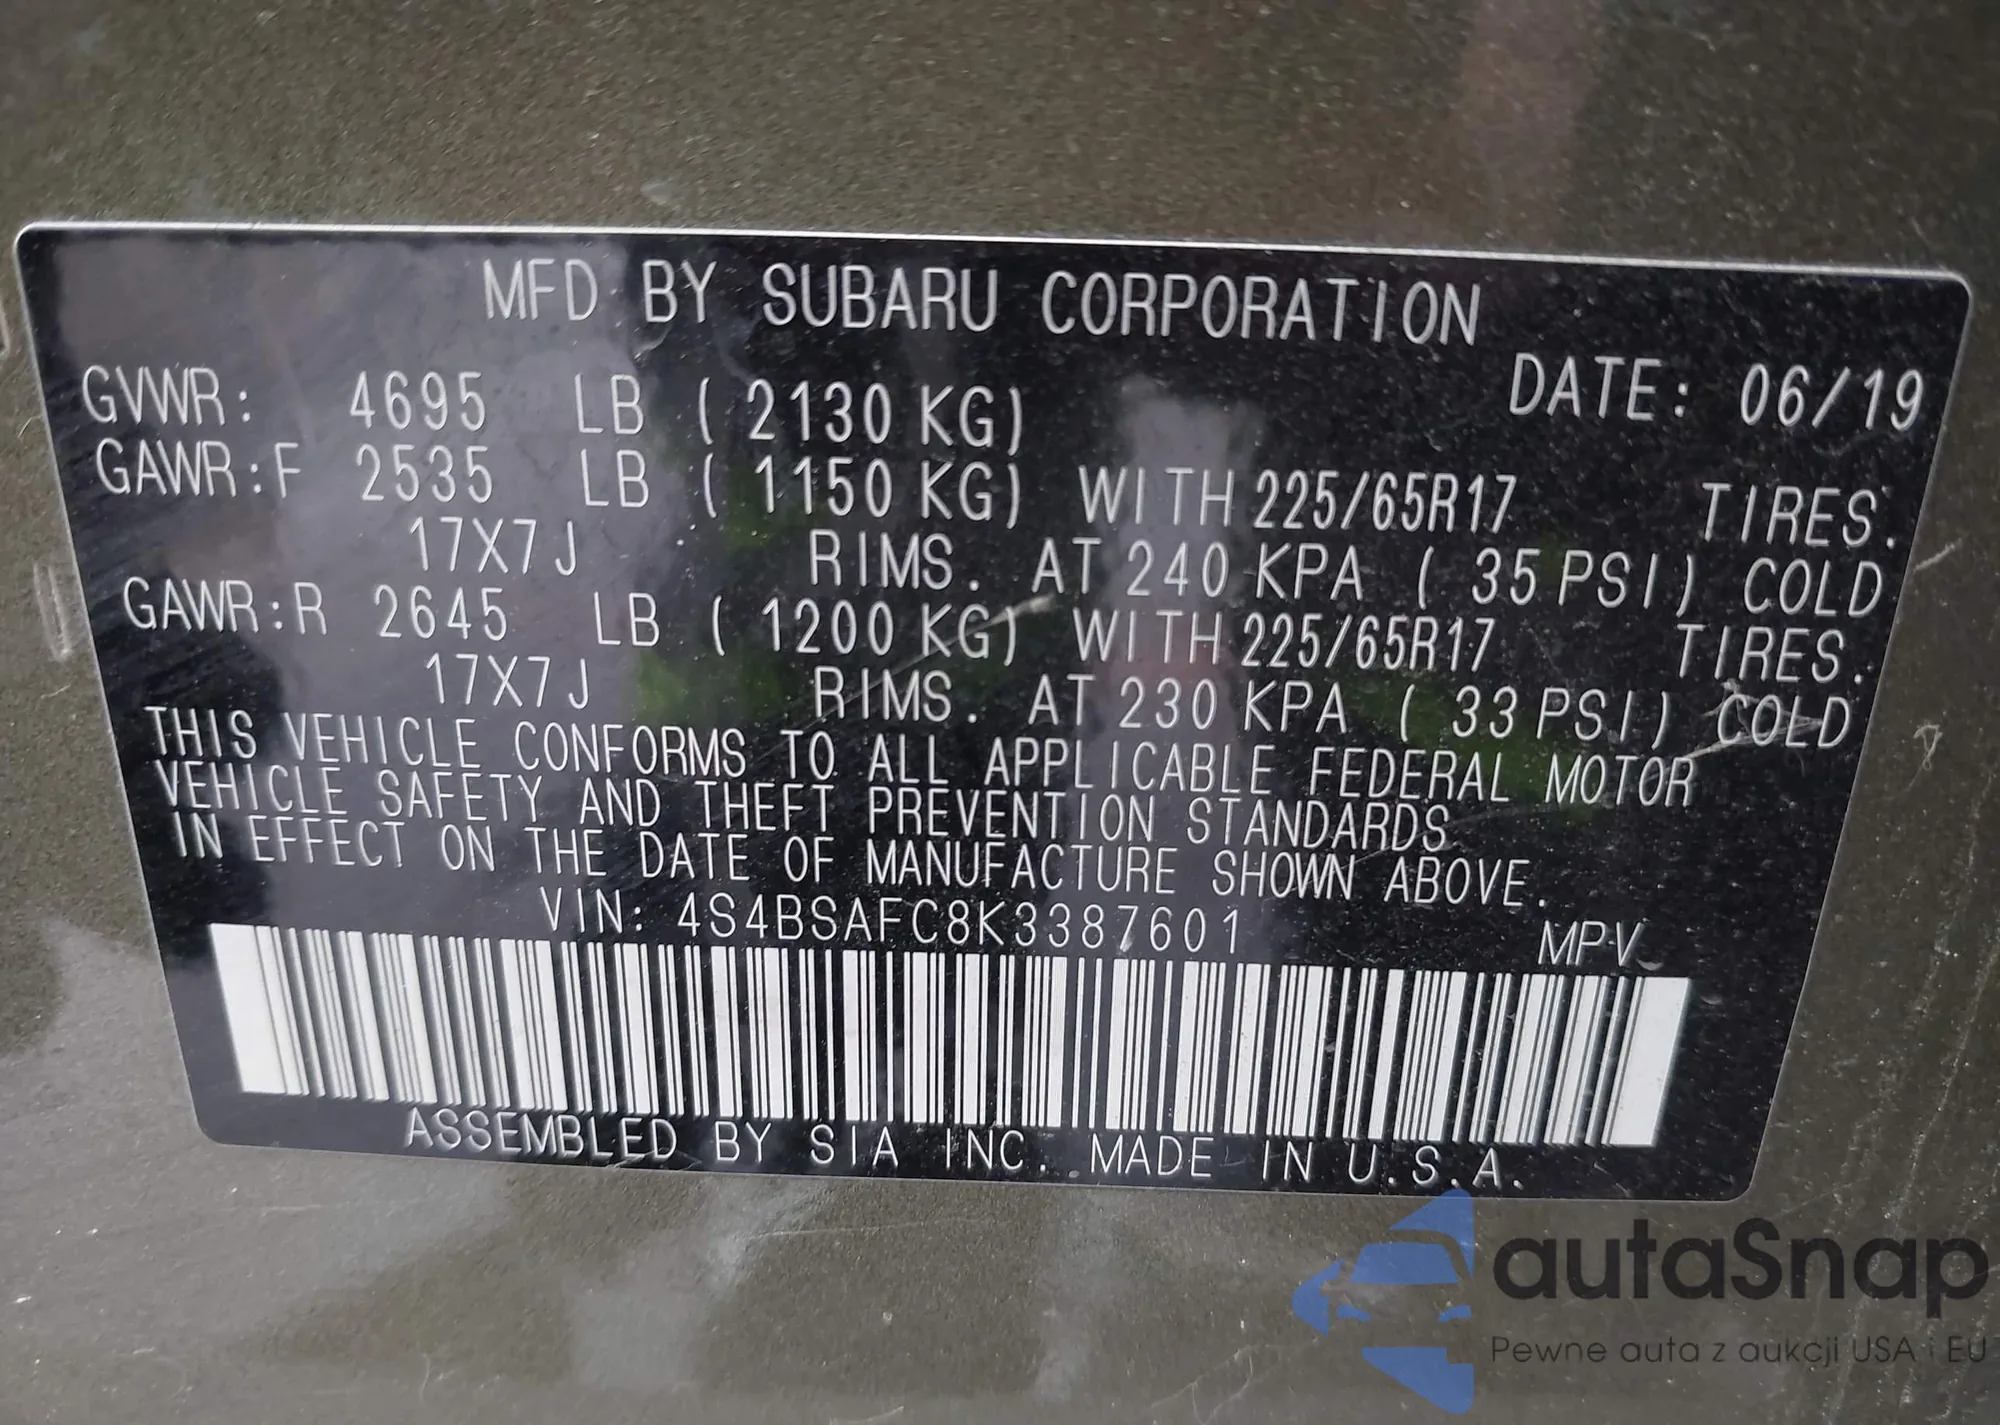 MFD BY SUBARU CORPORATION
DATE: 06/19
GVWR: 4695 LB ( 2130 KG)
GAWR:F 2535 LB ( 1150 KG) WITH 225/65R17 TIRES.
17X7J RIMS. AT 240 KPA ( 35 PSI) COLD
GAWR:R 2645 LB ( 1200 KG) WITH 225/65R17 TIRES.
17X7J RIMS. AT 230 KPA ( 33 PSI) COLD
THIS VEHICLE CONFORMS TO ALL APPLICABLE FEDERAL MOTOR
VEHICLE SAFETY AND THEFT PREVENTION STANDARDS
IN EFFECT ON THE DATE OF MANUFACTURE SHOWN ABOVE.
VIN: 4S4BSAFC8K3387601 MPV
ASSEMBLED BY SIA INC. MADE IN U.S.A.
autaSnap
Pewne auta z aukcji USA i EU